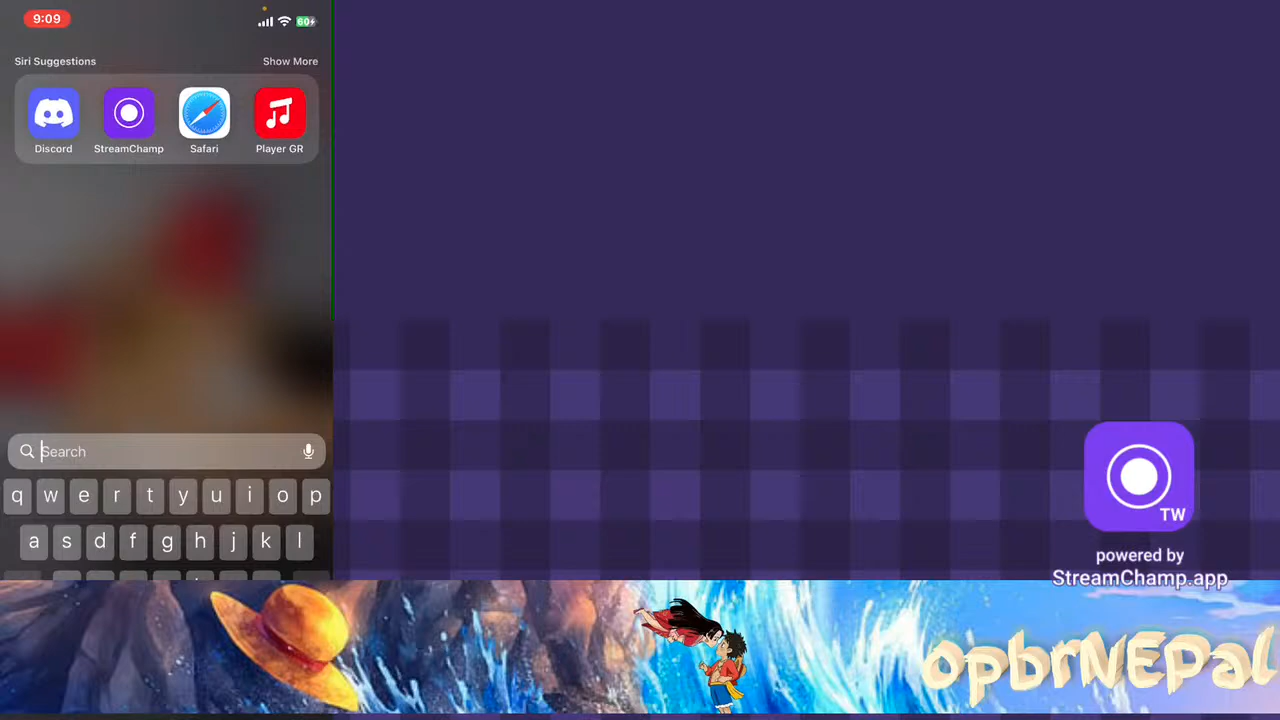 9:09
60
Siri Suggestions
Show More
Discord
StreamChamp
Safari
Player GR
Search
q w e r t y u i o p
a s d f g h j k l
TW
powered by
StreamChamp.app
opbrNEPal